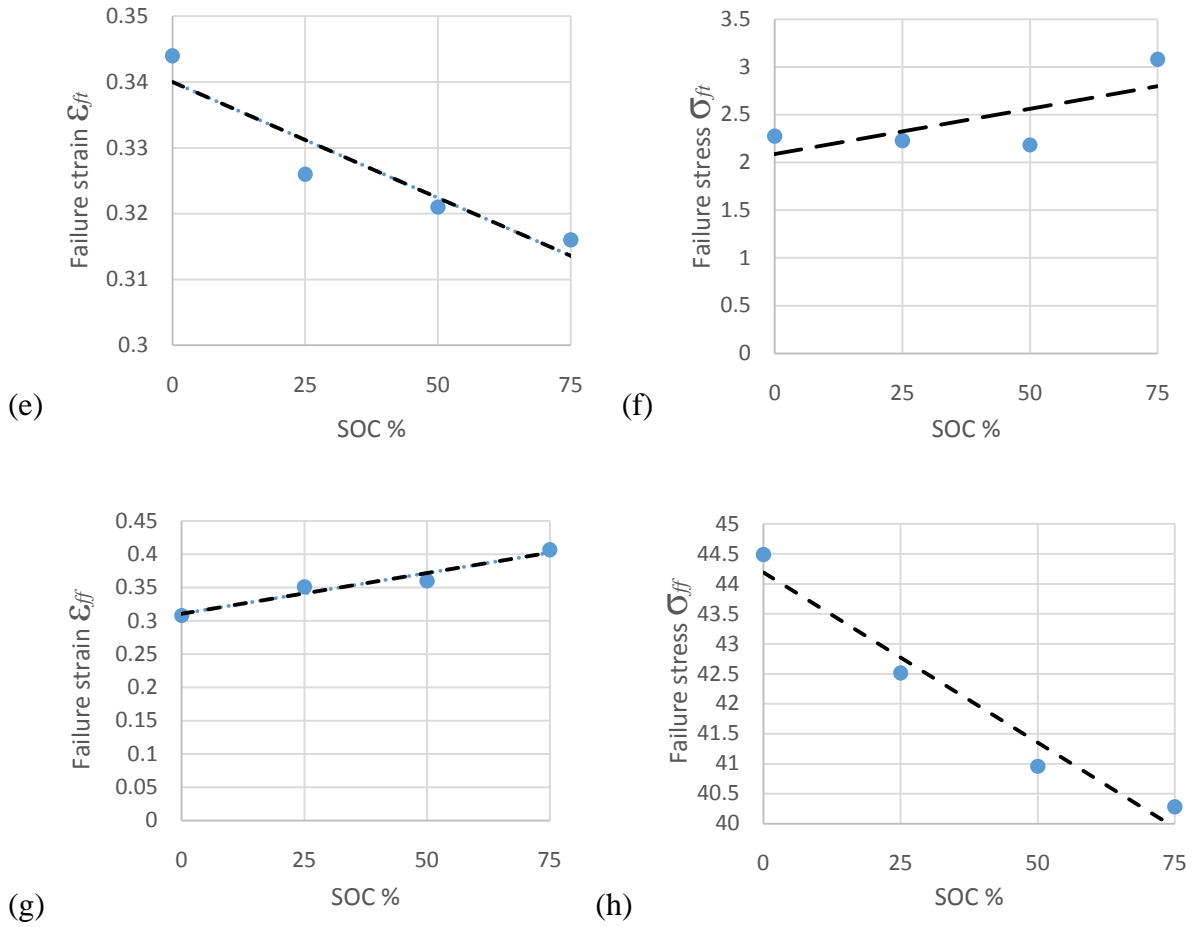 0.35
0.34
0.33
0.32
0.31
0.3
Failure strain εft
0 25 50 75
SOC %
(e)
3.5
3
2.5
2
1.5
1
0.5
0
Failure stress σft
0 25 50 75
SOC %
(f)
0.45
0.4
0.35
0.3
0.25
0.2
0.15
0.1
0.05
0
Failure strain εff
0 25 50 75
SOC %
(g)
45
44.5
44
43.5
43
42.5
42
41.5
41
40.5
40
Failure stress σff
0 25 50 75
SOC %
(h)